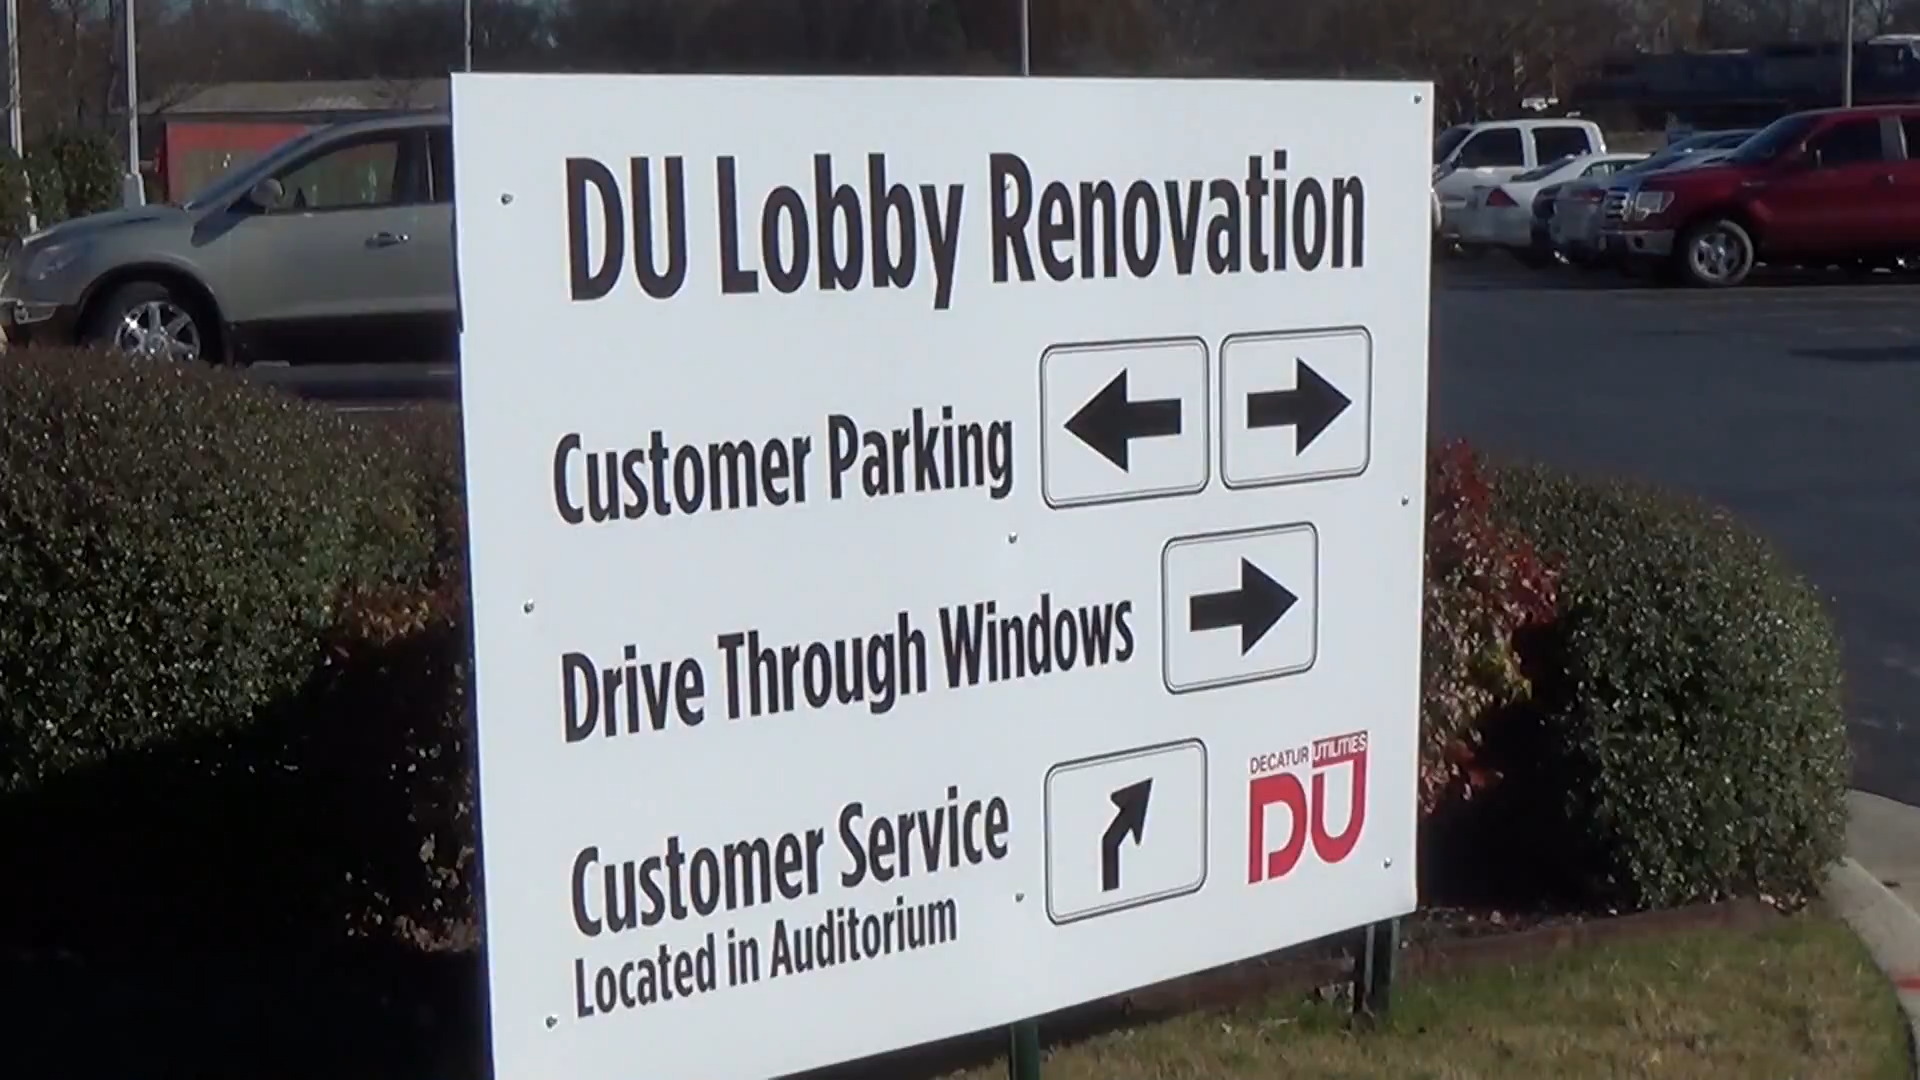 DU Lobby Renovation
Customer Parking
Drive Through Windows
Customer Service
Located in Auditorium
DECATUR UTILITIES
DU